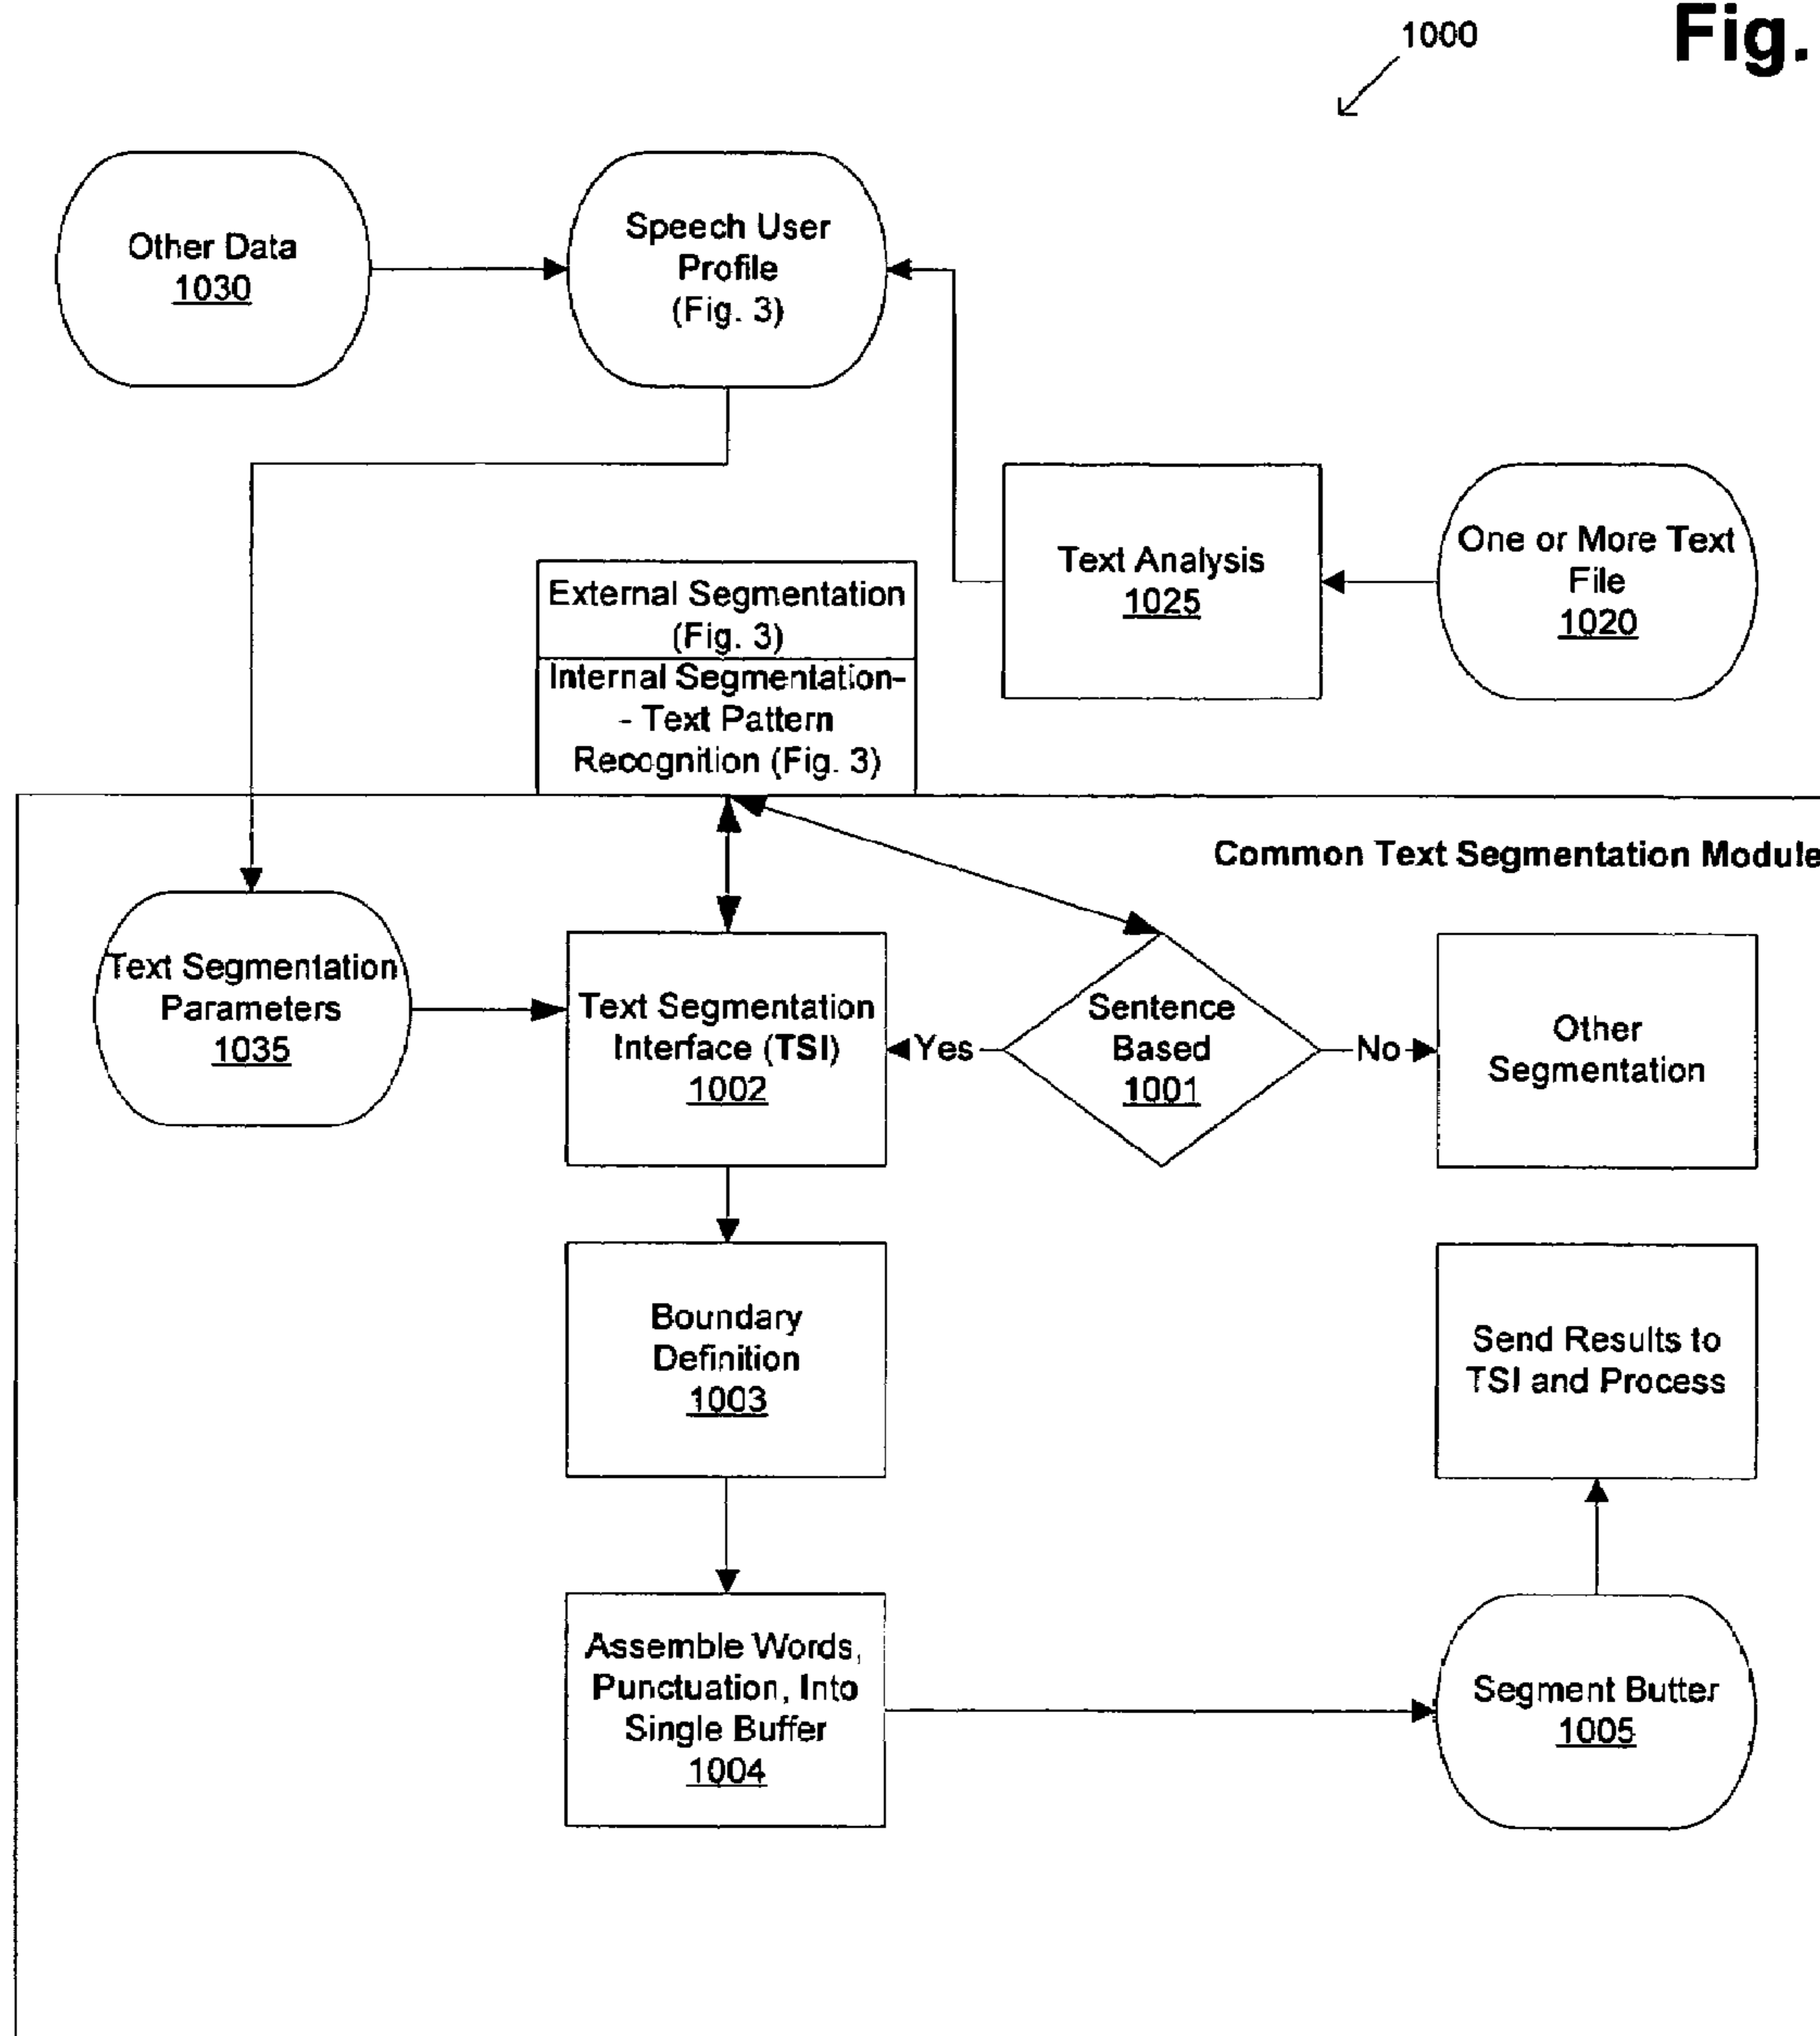 Fig.
1000
Other Data
1030
Speech User
Profile
(Fig. 3)
Text Analysis
1025
One or More Text
File
1020
External Segmentation
(Fig. 3)
Internal Segmentation-
- Text Pattern
Recognition (Fig. 3)
Common Text Segmentation Module
Text Segmentation
Parameters
1035
Text Segmentation
Interface (TSI)
1002
Yes
Sentence
Based
1001
No
Other
Segmentation
Boundary
Definition
1003
Send Results to
TSI and Process
Assemble Words,
Punctuation, Into
Single Buffer
1004
Segment Butter
1005